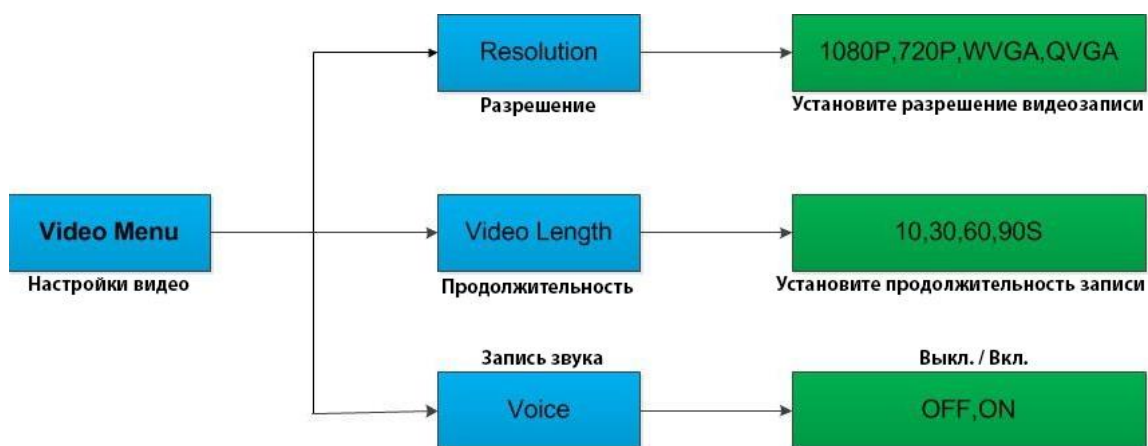 Resolution
1080P,720P,WVGA,QVGA
Разрешение
Установите разрешение видеозаписи
Video Menu
Video Length
10,30,60,90S
Настройки видео
Продолжительность
Установите продолжительность записи
Запись звука
Выкл. / Вкл.
Voice
OFF,ON